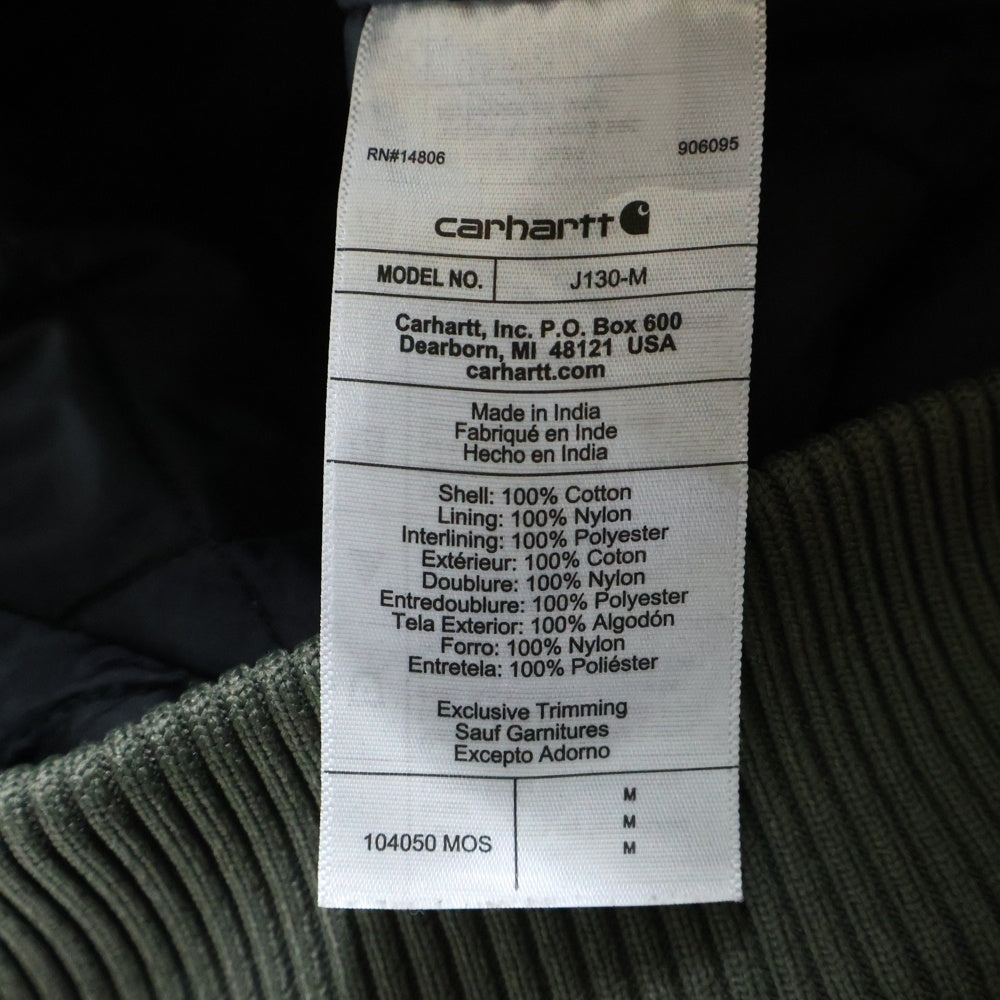 RN#14806 906095
carhartt
MODEL NO. J130-M
Carhartt, Inc. P.O. Box 600
Dearborn, MI 48121 USA
carhartt.com
Made in India
Fabriqué en Inde
Hecho en India
Shell: 100% Cotton
Lining: 100% Nylon
Interlining: 100% Polyester
Extérieur: 100% Coton
Doublure: 100% Nylon
Entredoublure: 100% Polyester
Tela Exterior: 100% Algodón
Forro: 100% Nylon
Entretela: 100% Poliéster
Exclusive Trimming
Sauf Garnitures
Excepto Adorno
M
M
104050 MOS M